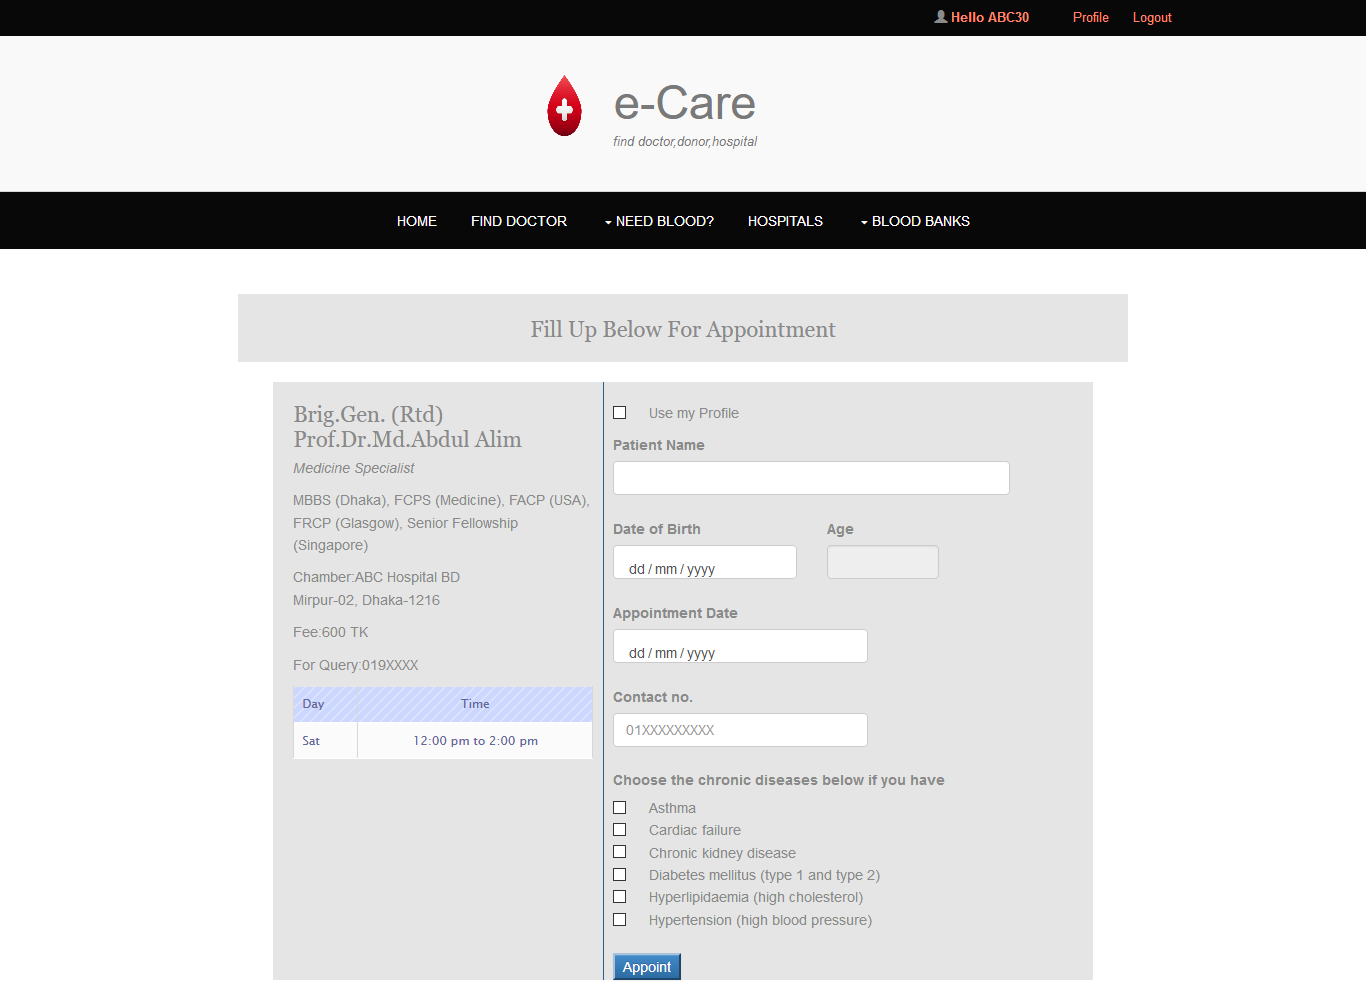 Hello ABC30 Profile Logout
e-Care
find doctor,donor,hospital
HOME FIND DOCTOR NEED BLOOD? HOSPITALS BLOOD BANKS
Fill Up Below For Appointment
Brig.Gen. (Rtd)
Prof.Dr.Md.Abdul Alim
Medicine Specialist
MBBS (Dhaka), FCPS (Medicine), FACP (USA),
FRCP (Glasgow), Senior Fellowship
(Singapore)
Chamber:ABC Hospital BD
Mirpur-02, Dhaka-1216
Fee:600 TK
For Query:019XXXX
Day Time
Sat 12:00 pm to 2:00 pm
Use my Profile
Patient Name
Date of Birth Age
dd / mm / yyyy
Appointment Date
dd / mm / yyyy
Contact no.
01XXXXXXXXX
Choose the chronic diseases below if you have
Asthma
Cardiac failure
Chronic kidney disease
Diabetes mellitus (type 1 and type 2)
Hyperlipidaemia (high cholesterol)
Hypertension (high blood pressure)
Appoint